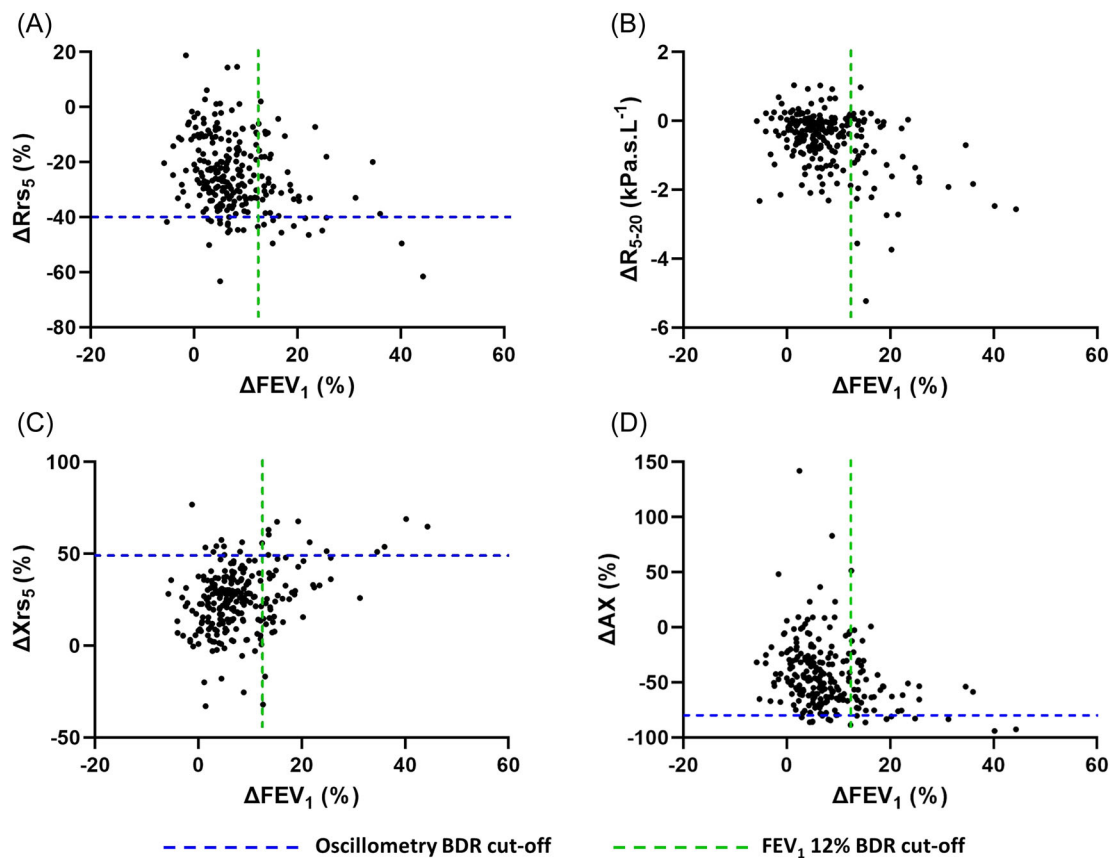 (A)
20
0
-20
-40
-60
-80
ΔRrs₅ (%)
-20 0 20 40 60
ΔFEV₁ (%)
(B)
2
0
-2
-4
-6
ΔR₅₋₂₀ (kPa.s.L⁻¹)
-20 0 20 40 60
ΔFEV₁ (%)
(C)
100
50
0
-50
ΔXrs₅ (%)
-20 0 20 40 60
ΔFEV₁ (%)
(D)
150
100
50
0
-50
-100
ΔAX (%)
-20 0 20 40 60
ΔFEV₁ (%)
Oscillometry BDR cut-off FEV₁ 12% BDR cut-off